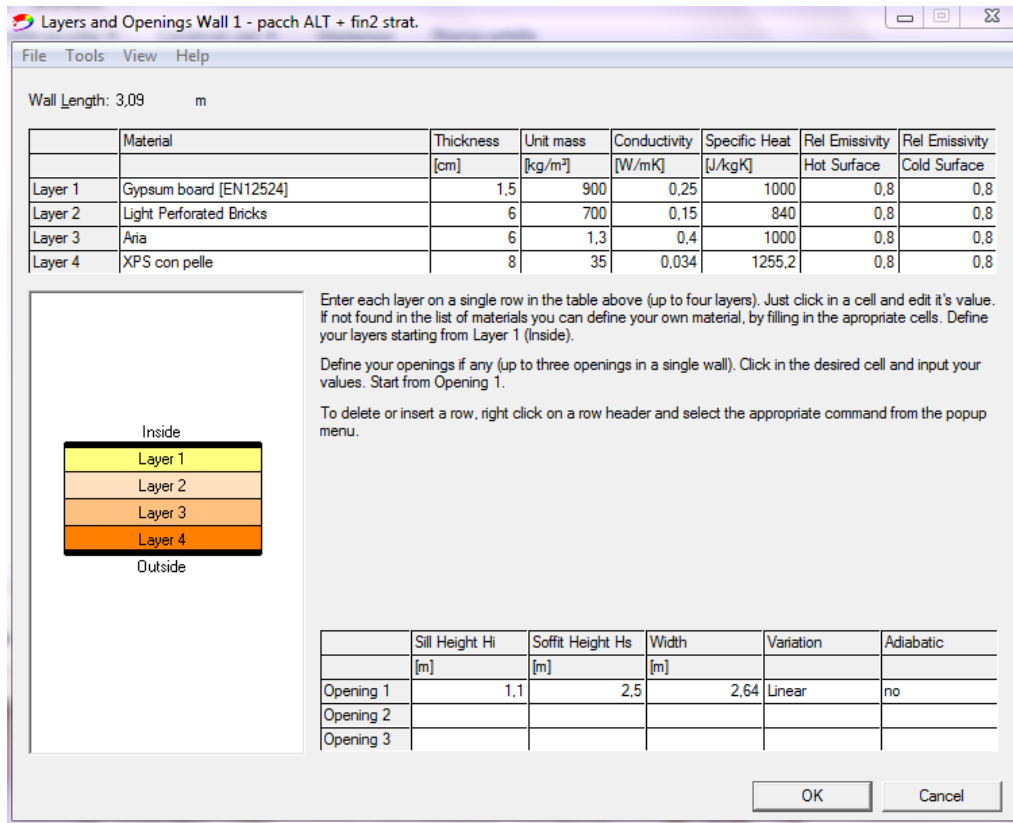 Layers and Openings Wall 1 - pacch ALT + fin2 strat.
File Tools View Help
Wall Length: 3,09 m
Material Thickness Unit mass Conductivity Specific Heat Rel Emissivity Rel Emissivity
[cm] [kg/m³] [W/mK] [J/kgK] Hot Surface Cold Surface
Layer 1 Gypsum board [EN12524] 1,5 900 0,25 1000 0,8 0,8
Layer 2 Light Perforated Bricks 6 700 0,15 840 0,8 0,8
Layer 3 Aria 6 1,3 0,4 1000 0,8 0,8
Layer 4 XPS con pelle 8 35 0,034 1255,2 0,8 0,8
Enter each layer on a single row in the table above (up to four layers). Just click in a cell and edit it's value.
If not found in the list of materials you can define your own material, by filling in the apropriate cells. Define
your layers starting from Layer 1 (Inside).
Define your openings if any (up to three openings in a single wall). Click in the desired cell and input your
values. Start from Opening 1.
To delete or insert a row, right click on a row header and select the appropriate command from the popup
menu.
Inside
Layer 1
Layer 2
Layer 3
Layer 4
Outside
Sill Height Hi Soffit Height Hs Width Variation Adiabatic
[m] [m] [m]
Opening 1 1,1 2,5 2,64 Linear no
Opening 2
Opening 3
OK Cancel